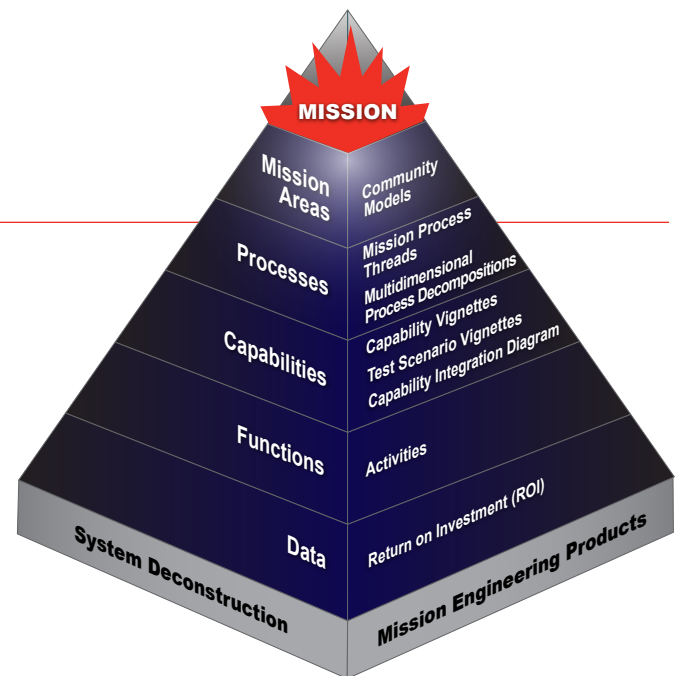 MISSION
Mission
Areas
Community
Models
Processes
Mission Process
Threads
Multidimensional
Process Decompositions
Capabilities
Capability Vignettes
Test Scenario Vignettes
Capability Integration Diagram
Functions
Activities
Data
Return on Investment (ROI)
System Deconstruction
Mission Engineering Products